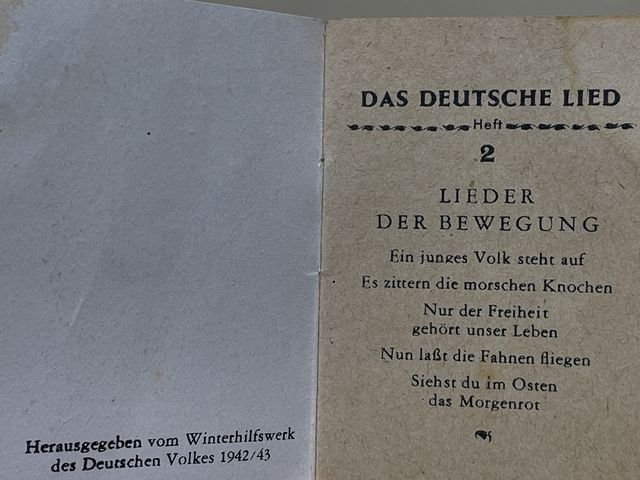 Herausgegeben vom Winterhilfswerk
des Deutschen Volkes 1942/43
DAS DEUTSCHE LIED
Heft
2
LIEDER
DER BEWEGUNG
Ein junges Volk steht auf
Es zittern die morschen Knochen
Nur der Freiheit
gehört unser Leben
Nun laßt die Fahnen fliegen
Siehst du im Osten
das Morgenrot